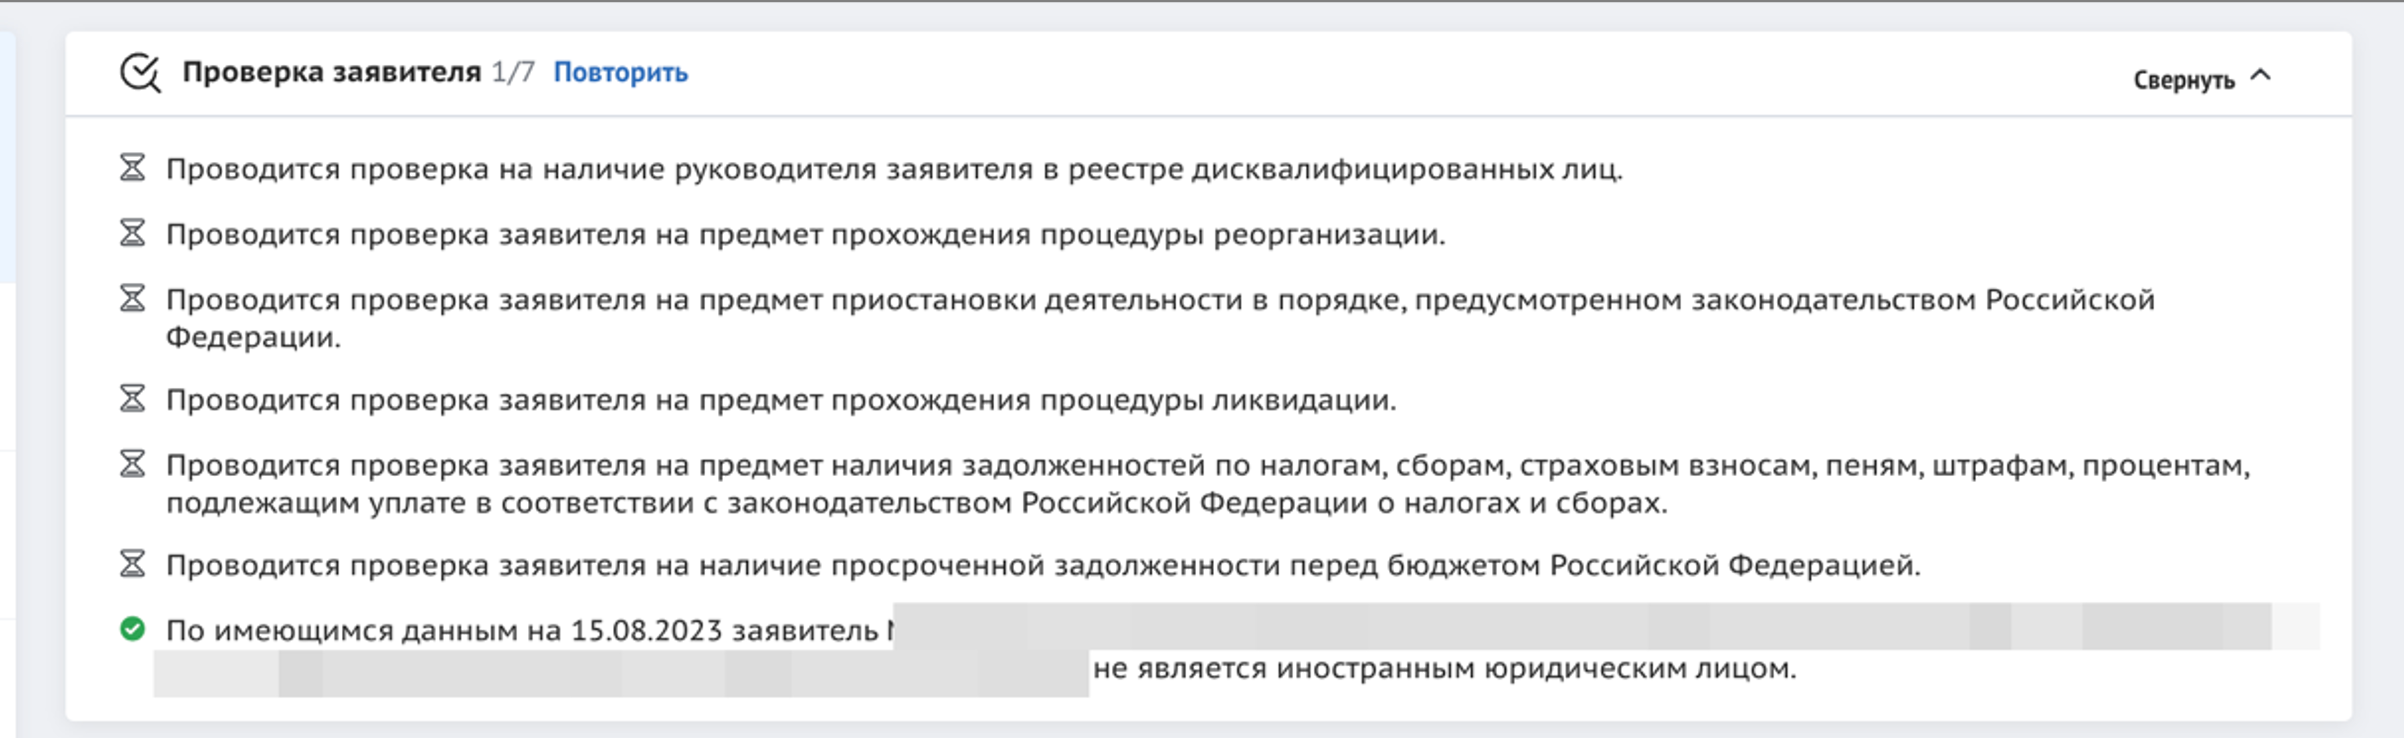 Проверка заявителя 1/7 Повторить
Свернуть
Проводится проверка на наличие руководителя заявителя в реестре дисквалифицированных лиц.
Проводится проверка заявителя на предмет прохождения процедуры реорганизации.
Проводится проверка заявителя на предмет приостановки деятельности в порядке, предусмотренном законодательством Российской
Федерации.
Проводится проверка заявителя на предмет прохождения процедуры ликвидации.
Проводится проверка заявителя на предмет наличия задолженностей по налогам, сборам, страховым взносам, пеням, штрафам, процентам,
подлежащим уплате в соответствии с законодательством Российской Федерации о налогах и сборах.
Проводится проверка заявителя на наличие просроченной задолженности перед бюджетом Российской Федерацией.
По имеющимся данным на 15.08.2023 заявитель
не является иностранным юридическим лицом.